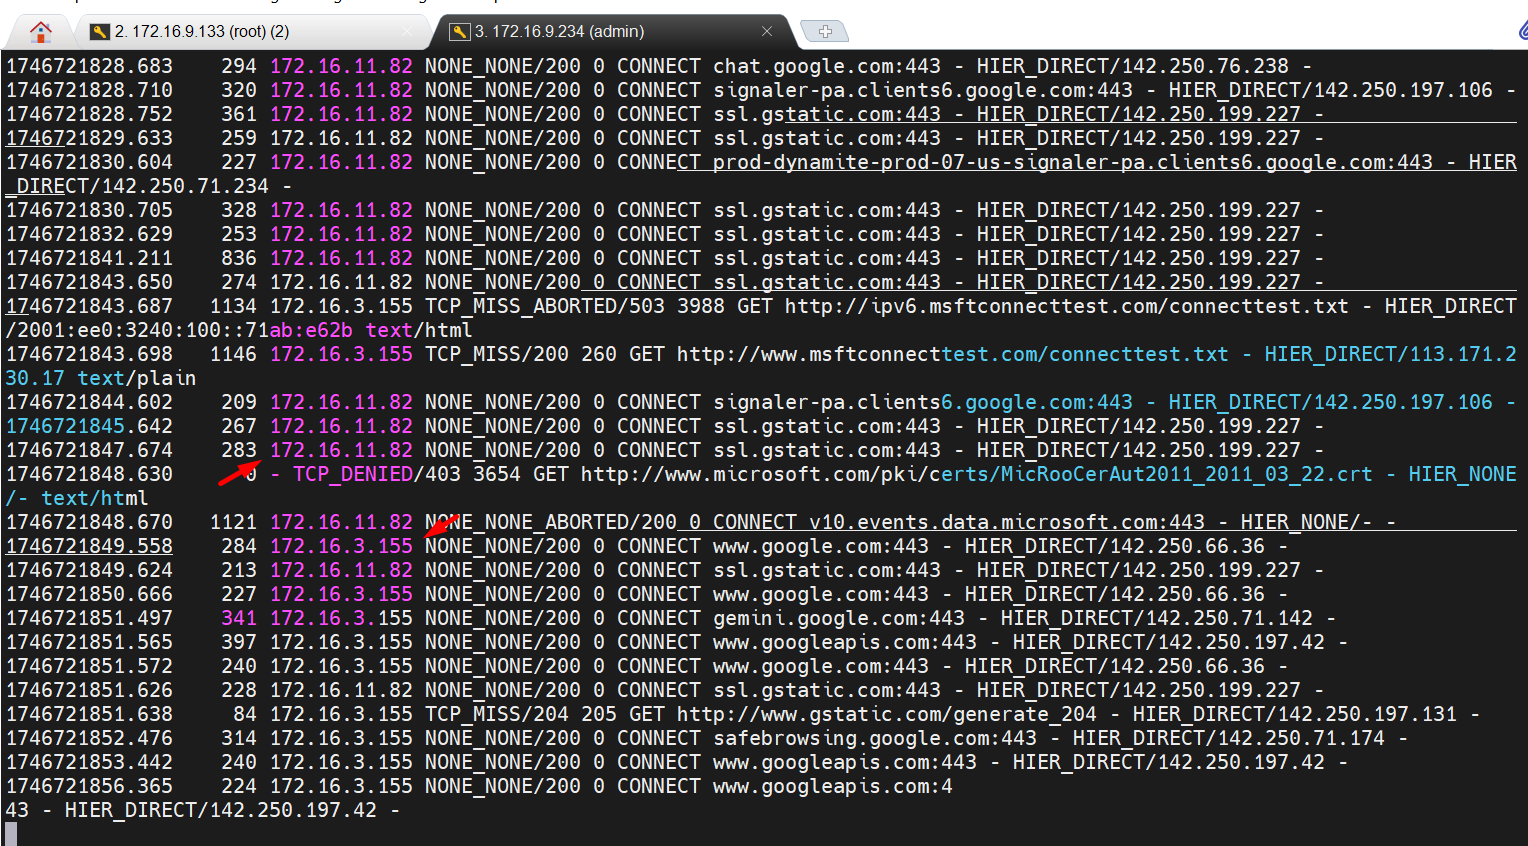 2. 172.16.9.133 (root) (2)
3. 172.16.9.234 (admin)
1746721828.683    294 172.16.11.82 NONE_NONE/200 0 CONNECT chat.google.com:443 - HIER_DIRECT/142.250.76.238 -
1746721828.710    320 172.16.11.82 NONE_NONE/200 0 CONNECT signaler-pa.clients6.google.com:443 - HIER_DIRECT/142.250.197.106 -
1746721828.752    361 172.16.11.82 NONE_NONE/200 0 CONNECT ssl.gstatic.com:443 - HIER_DIRECT/142.250.199.227 -
1746721829.633    259 172.16.11.82 NONE_NONE/200 0 CONNECT ssl.gstatic.com:443 - HIER_DIRECT/142.250.199.227 -
1746721830.604    227 172.16.11.82 NONE_NONE/200 0 CONNECT prod-dynamite-prod-07-us-signaler-pa.clients6.google.com:443 - HIER
_DIRECT/142.250.71.234 -
1746721830.705    328 172.16.11.82 NONE_NONE/200 0 CONNECT ssl.gstatic.com:443 - HIER_DIRECT/142.250.199.227 -
1746721832.629    253 172.16.11.82 NONE_NONE/200 0 CONNECT ssl.gstatic.com:443 - HIER_DIRECT/142.250.199.227 -
1746721841.211    836 172.16.11.82 NONE_NONE/200 0 CONNECT ssl.gstatic.com:443 - HIER_DIRECT/142.250.199.227 -
1746721843.650    274 172.16.11.82 NONE_NONE/200 0 CONNECT ssl.gstatic.com:443 - HIER_DIRECT/142.250.199.227 -
1746721843.687   1134 172.16.3.155 TCP_MISS_ABORTED/503 3988 GET http://ipv6.msftconnecttest.com/connecttest.txt - HIER_DIRECT
/2001:ee0:3240:100::71ab:e62b text/html
1746721843.698   1146 172.16.3.155 TCP_MISS/200 260 GET http://www.msftconnecttest.com/connecttest.txt - HIER_DIRECT/113.171.2
30.17 text/plain
1746721844.602    209 172.16.11.82 NONE_NONE/200 0 CONNECT signaler-pa.clients6.google.com:443 - HIER_DIRECT/142.250.197.106 -
1746721845.642    267 172.16.11.82 NONE_NONE/200 0 CONNECT ssl.gstatic.com:443 - HIER_DIRECT/142.250.199.227 -
1746721847.674    283 172.16.11.82 NONE_NONE/200 0 CONNECT ssl.gstatic.com:443 - HIER_DIRECT/142.250.199.227 -
1746721848.630      0 - TCP_DENIED/403 3654 GET http://www.microsoft.com/pki/certs/MicRooCerAut2011_2011_03_22.crt - HIER_NONE
/- text/html
1746721848.670   1121 172.16.11.82 NONE_NONE_ABORTED/200 0 CONNECT v10.events.data.microsoft.com:443 - HIER_NONE/- -
1746721849.558    284 172.16.3.155 NONE_NONE/200 0 CONNECT www.google.com:443 - HIER_DIRECT/142.250.66.36 -
1746721849.624    213 172.16.11.82 NONE_NONE/200 0 CONNECT ssl.gstatic.com:443 - HIER_DIRECT/142.250.199.227 -
1746721850.666    227 172.16.3.155 NONE_NONE/200 0 CONNECT www.google.com:443 - HIER_DIRECT/142.250.66.36 -
1746721851.497    341 172.16.3.155 NONE_NONE/200 0 CONNECT gemini.google.com:443 - HIER_DIRECT/142.250.71.142 -
1746721851.565    397 172.16.3.155 NONE_NONE/200 0 CONNECT www.googleapis.com:443 - HIER_DIRECT/142.250.197.42 -
1746721851.572    240 172.16.3.155 NONE_NONE/200 0 CONNECT www.google.com:443 - HIER_DIRECT/142.250.66.36 -
1746721851.626    228 172.16.11.82 NONE_NONE/200 0 CONNECT ssl.gstatic.com:443 - HIER_DIRECT/142.250.199.227 -
1746721851.638     84 172.16.3.155 TCP_MISS/204 205 GET http://www.gstatic.com/generate_204 - HIER_DIRECT/142.250.197.131 -
1746721852.476    314 172.16.3.155 NONE_NONE/200 0 CONNECT safebrowsing.google.com:443 - HIER_DIRECT/142.250.71.174 -
1746721853.442    240 172.16.3.155 NONE_NONE/200 0 CONNECT www.googleapis.com:443 - HIER_DIRECT/142.250.197.42 -
1746721856.365    224 172.16.3.155 NONE_NONE/200 0 CONNECT www.googleapis.com:4
43 - HIER_DIRECT/142.250.197.42 -